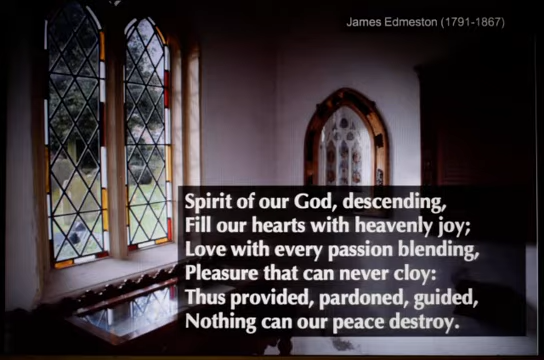 James Edmeston (1791-1867)
Spirit of our God, descending,
Fill our hearts with heavenly joy;
Love with every passion blending,
Pleasure that can never cloy:
Thus provided, pardoned, guided,
Nothing can our peace destroy.